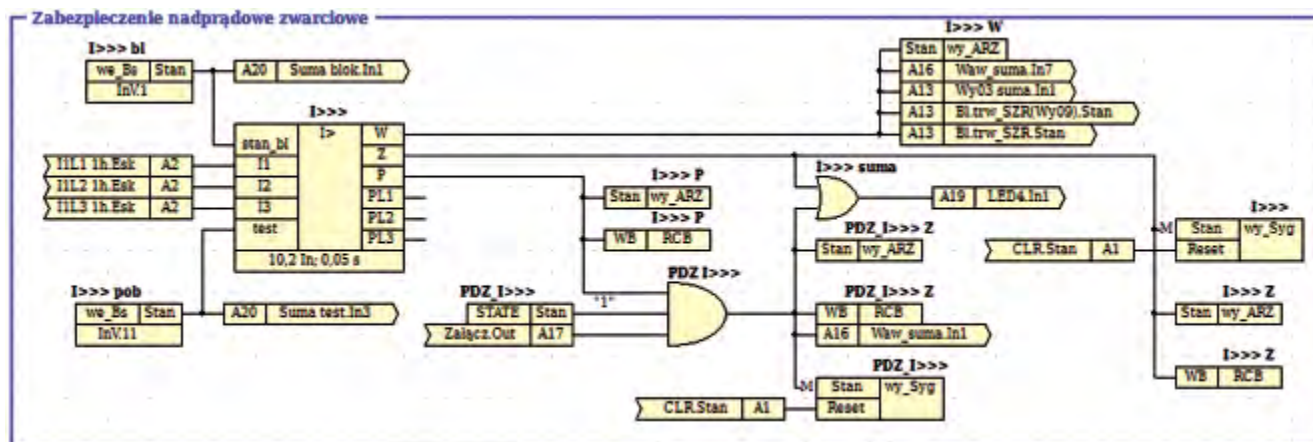 Zabezpieczenie nadprądowe zwarciowe
I>>> bl
we_Bs Stan
InV.1
A20 Suma blok.In1
I>>>
stan_bl I> W
I1 Z
I2 P
I3 PL1
test PL2
PL3
10,2 In; 0,05 s
I1L1 1h.Esk A2
I1L2 1h.Esk A2
I1L3 1h.Esk A2
I>>> pob
we_Bs Stan
InV.11
A20 Suma test.In3
I>>> P
Stan wy_ARZ
I>>> P
WB RCB
PDZ_I>>>
STATE Stan
"1"
Załącz.Out A17
PDZ I>>>
CLR.Stan A1
I>>> W
Stan wy_ARZ
A16 Waw_suma.In7
A13 Wy03 suma.In1
A13 Bl.trw_SZR(Wy09).Stan
A13 Bl.trw_SZR.Stan
I>>> suma
A19 LED4.In1
PDZ_I>>> Z
Stan wy_ARZ
PDZ_I>>> Z
WB RCB
A16 Waw_suma.In1
PDZ_I>>>
M Stan wy_Syg
Reset
CLR.Stan A1
I>>>
M Stan wy_Syg
Reset
I>>> Z
Stan wy_ARZ
I>>> Z
WB RCB